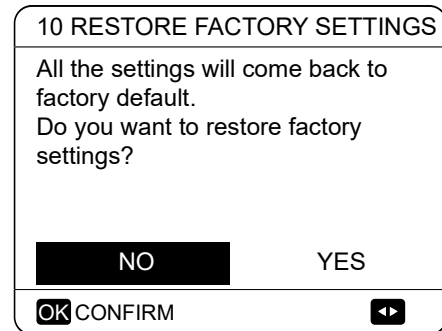 10 RESTORE FACTORY SETTINGS
All the settings will come back to
factory default.
Do you want to restore factory
settings?
NO YES
OK CONFIRM